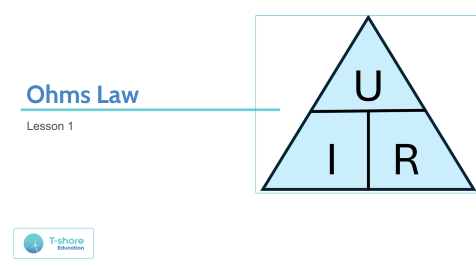 Ohms Law
Lesson 1
U
I R
T-shore
Education